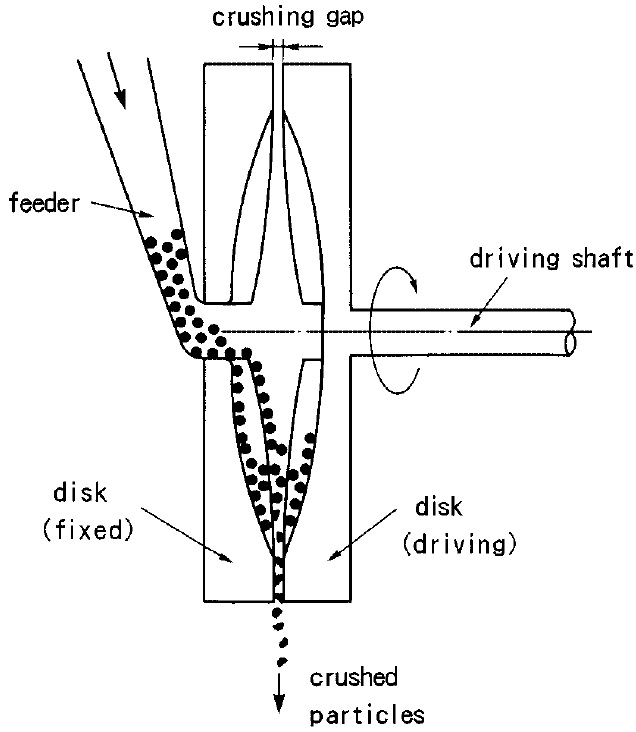 crushing gap
feeder
driving shaft
disk
(fixed)
disk
(driving)
crushed
particles